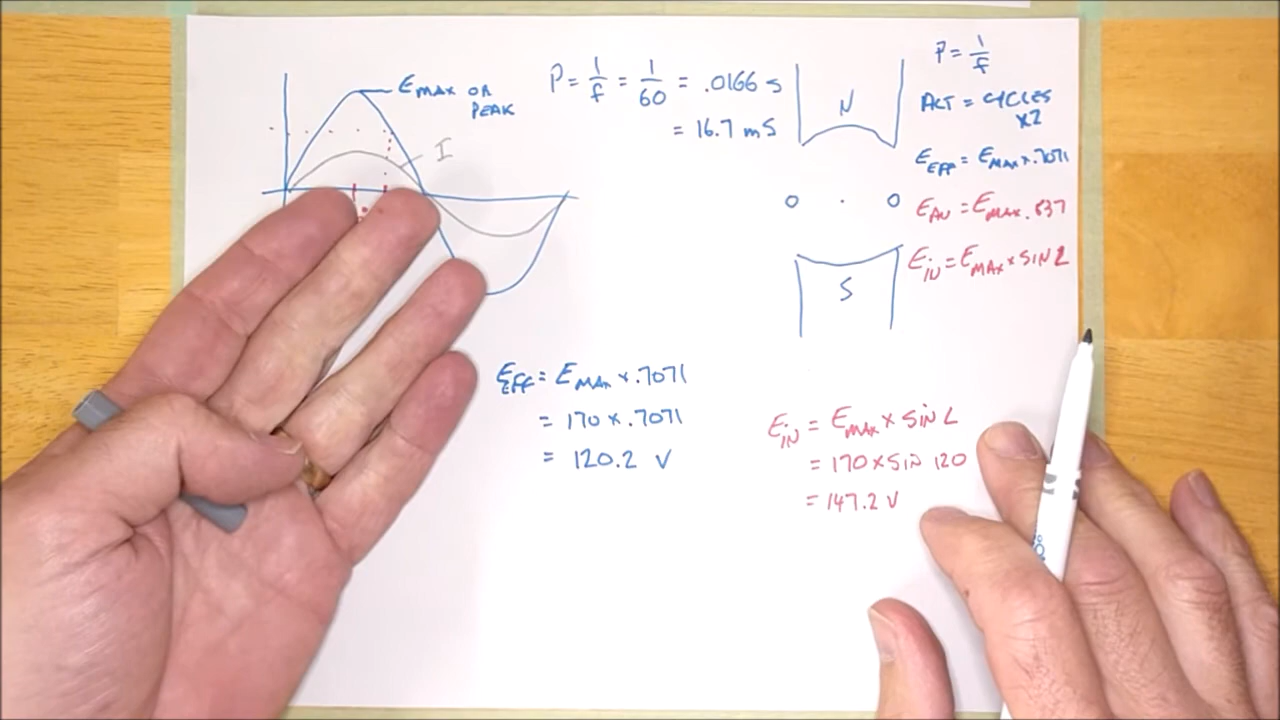 EMAX OR
PEAK
I
P = 1/f = 1/60 = .0166 s
= 16.7 mS
N
S
P = 1/f
ALT = CYCLES
x2
EEFF = EMAX x .7071
EAV = EMAX x .637
EIN = EMAX x SIN ∠
EEFF = EMAX x .7071
= 170 x .7071
= 120.2 V
EIN = EMAX x SIN ∠
= 170 x SIN 120
= 147.2 V